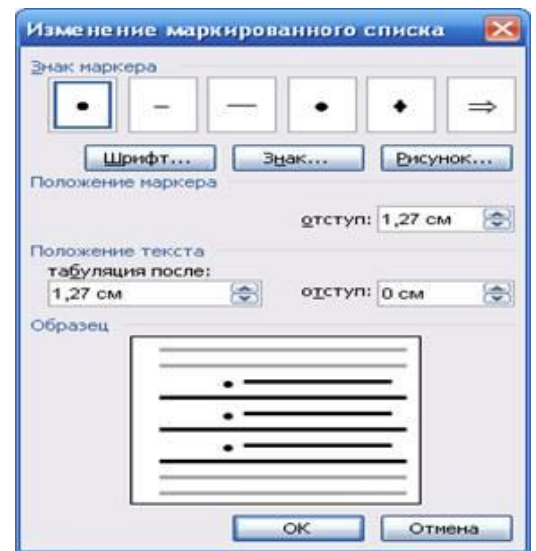 Изменение маркированного списка
Знак маркера
Шрифт... Знак... Рисунок...
Положение маркера
отступ: 1,27 см
Положение текста
табуляция после:
1,27 см отступ: 0 см
Образец
ОК Отмена